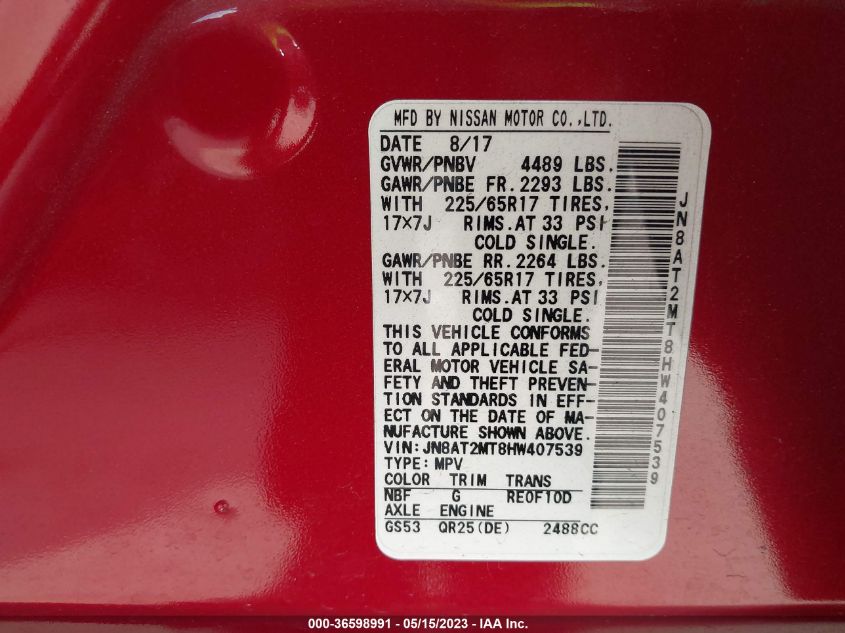 MFD BY NISSAN MOTOR CO.,LTD.
DATE 8/17
GVWR/PNBV 4489 LBS.
GAWR/PNBE FR. 2293 LBS.
WITH 225/65R17 TIRES,
17×7J RIMS.AT 33 PSI
COLD SINGLE.
GAWR/PNBE RR. 2264 LBS.
WITH 225/65R17 TIRES,
17×7J RIMS.AT 33 PSI
COLD SINGLE.
THIS VEHICLE CONFORMS
TO ALL APPLICABLE FED-
ERAL MOTOR VEHICLE SA-
FETY AND THEFT PREVEN-
TION STANDARDS IN EFF-
ECT ON THE DATE OF MA-
NUFACTURE SHOWN ABOVE.
VIN:JN8AT2MT8HW407539
TYPE:MPV
COLOR TRIM TRANS
NBF G RE0F10D
AXLE ENGINE
GS53 QR25(DE) 2488CC
JN8AT2MT8HW407539
000-36598991 - 05/15/2023 - IAA Inc.